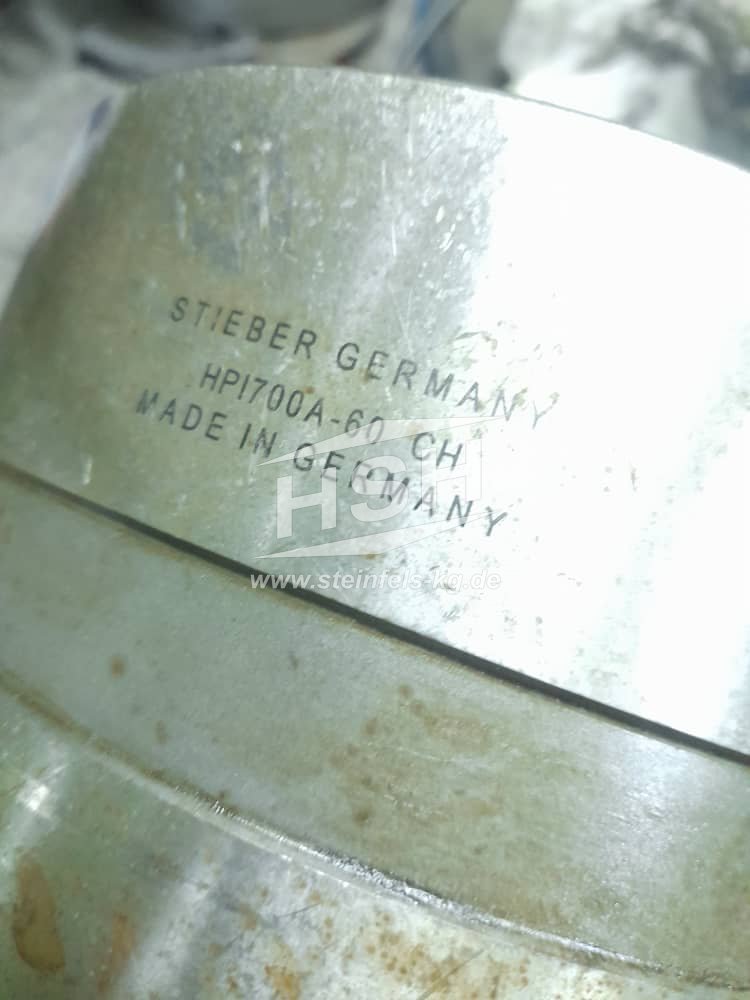 STIEBER GERMANY
HPI700A-60 CH
MADE IN GERMANY
HSH
www.steinfels-kg.de